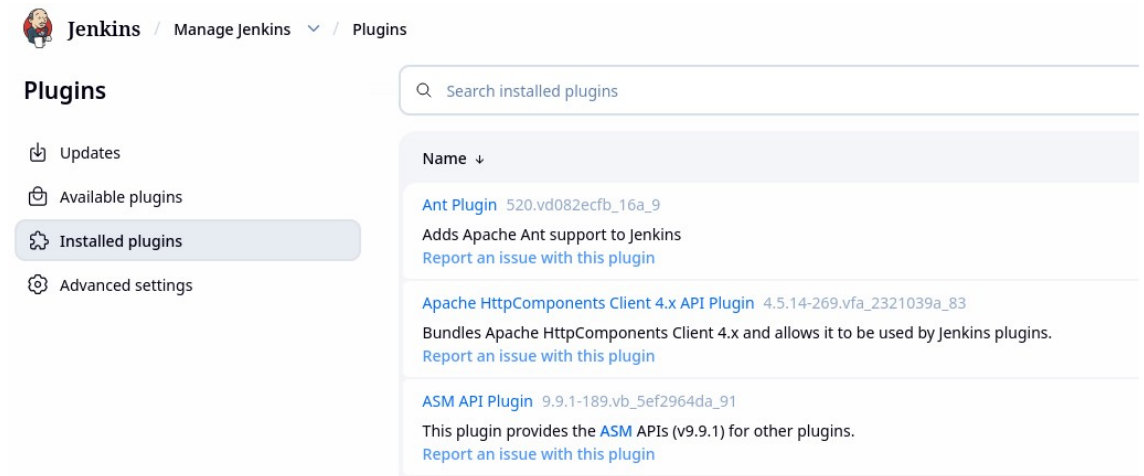 Jenkins / Manage Jenkins / Plugins
Plugins
Search installed plugins
Updates
Available plugins
Installed plugins
Advanced settings
Name ↓
Ant Plugin 520.vd082ecfb_16a_9
Adds Apache Ant support to Jenkins
Report an issue with this plugin
Apache HttpComponents Client 4.x API Plugin 4.5.14-269.vfa_2321039a_83
Bundles Apache HttpComponents Client 4.x and allows it to be used by Jenkins plugins.
Report an issue with this plugin
ASM API Plugin 9.9.1-189.vb_5ef2964da_91
This plugin provides the ASM APIs (v9.9.1) for other plugins.
Report an issue with this plugin